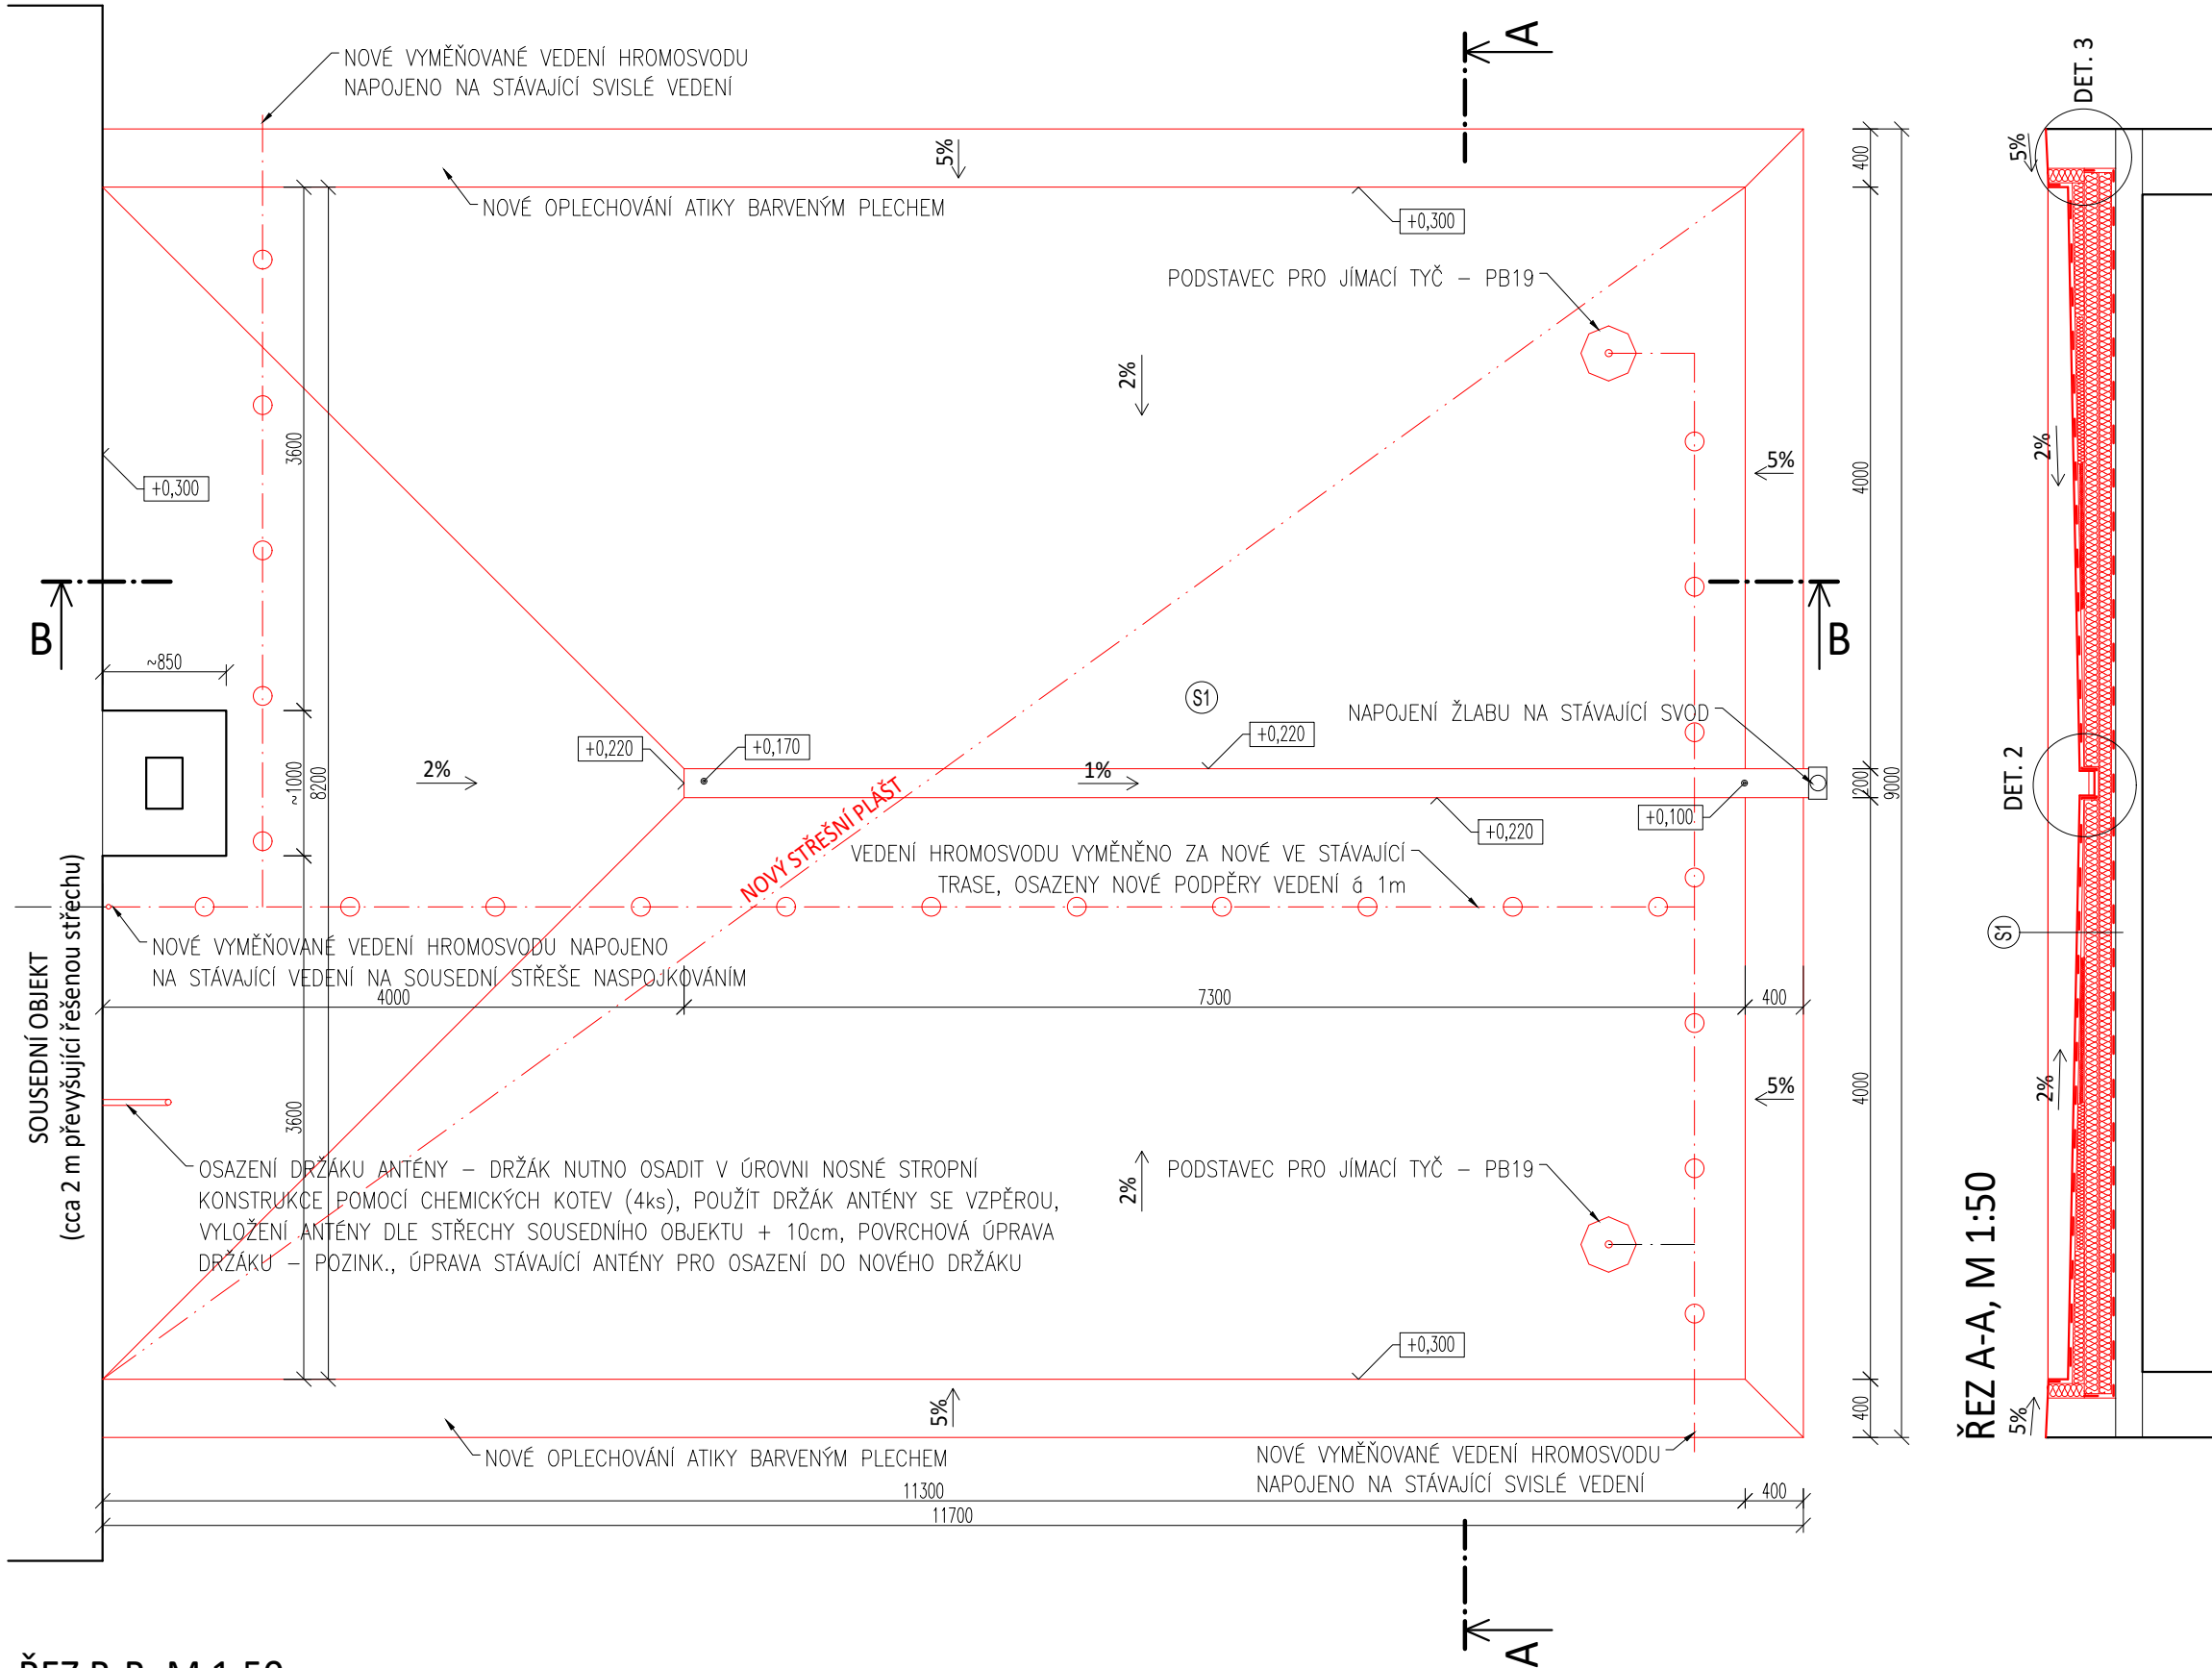 NOVÉ VYMĚŇOVANÉ VEDENÍ HROMOSVODU
NAPOJENO NA STÁVAJÍCÍ SVISLÉ VEDENÍ
A
DET. 3
5%
5%
400
NOVÉ OPLECHOVÁNÍ ATIKY BARVENÝM PLECHEM
+0,300
PODSTAVEC PRO JÍMACÍ TYČ – PB19
2%
3600
+0,300
5%
4000
2%
B
B
~850
S1
NAPOJENÍ ŽLABU NA STÁVAJÍCÍ SVOD
+0,220
+0,170
+0,220
2%
1%
~1000
8200
200
9000
DET. 2
+0,100
+0,220
NOVÝ STŘEŠNÍ PLÁŠŤ
VEDENÍ HROMOSVODU VYMĚNĚNO ZA NOVÉ VE STÁVAJÍCÍ
TRASE, OSAZENY NOVÉ PODPĚRY VEDENÍ á 1m
S1
NOVÉ VYMĚŇOVANÉ VEDENÍ HROMOSVODU NAPOJENO
NA STÁVAJÍCÍ VEDENÍ NA SOUSEDNÍ STŘEŠE NASPOJKOVÁNÍM
4000
7300
400
SOUSEDNÍ OBJEKT
(cca 2 m převyšující řešenou střechu)
3600
5%
4000
2%
OSAZENÍ DRŽÁKU ANTÉNY – DRŽÁK NUTNO OSADIT V ÚROVNI NOSNÉ STROPNÍ
KONSTRUKCE POMOCÍ CHEMICKÝCH KOTEV (4ks), POUŽÍT DRŽÁK ANTÉNY SE VZPĚROU,
VYLOŽENÍ ANTÉNY DLE STŘECHY SOUSEDNÍHO OBJEKTU + 10cm, POVRCHOVÁ ÚPRAVA
DRŽÁKU – POZINK., ÚPRAVA STÁVAJÍCÍ ANTÉNY PRO OSAZENÍ DO NOVÉHO DRŽÁKU
2%
PODSTAVEC PRO JÍMACÍ TYČ – PB19
ŘEZ A-A, M 1:50
+0,300
5%
400
5%
NOVÉ OPLECHOVÁNÍ ATIKY BARVENÝM PLECHEM
NOVÉ VYMĚŇOVANÉ VEDENÍ HROMOSVODU
NAPOJENO NA STÁVAJÍCÍ SVISLÉ VEDENÍ
11300
400
11700
A
ŘEZ B-B, M 1:50